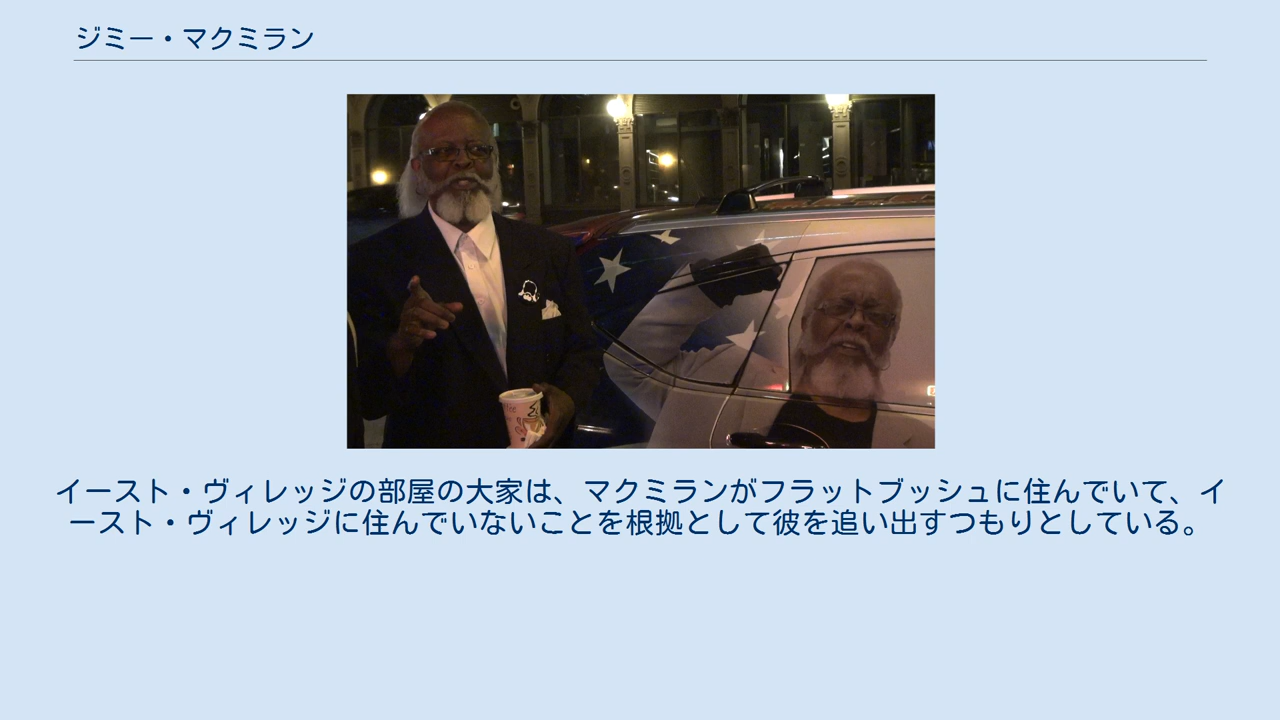 ジミー・マクミラン
イースト・ヴィレッジの部屋の大家は、マクミランがフラットブッシュに住んでいて、イ
ースト・ヴィレッジに住んでいないことを根拠として彼を追い出すつもりとしている。